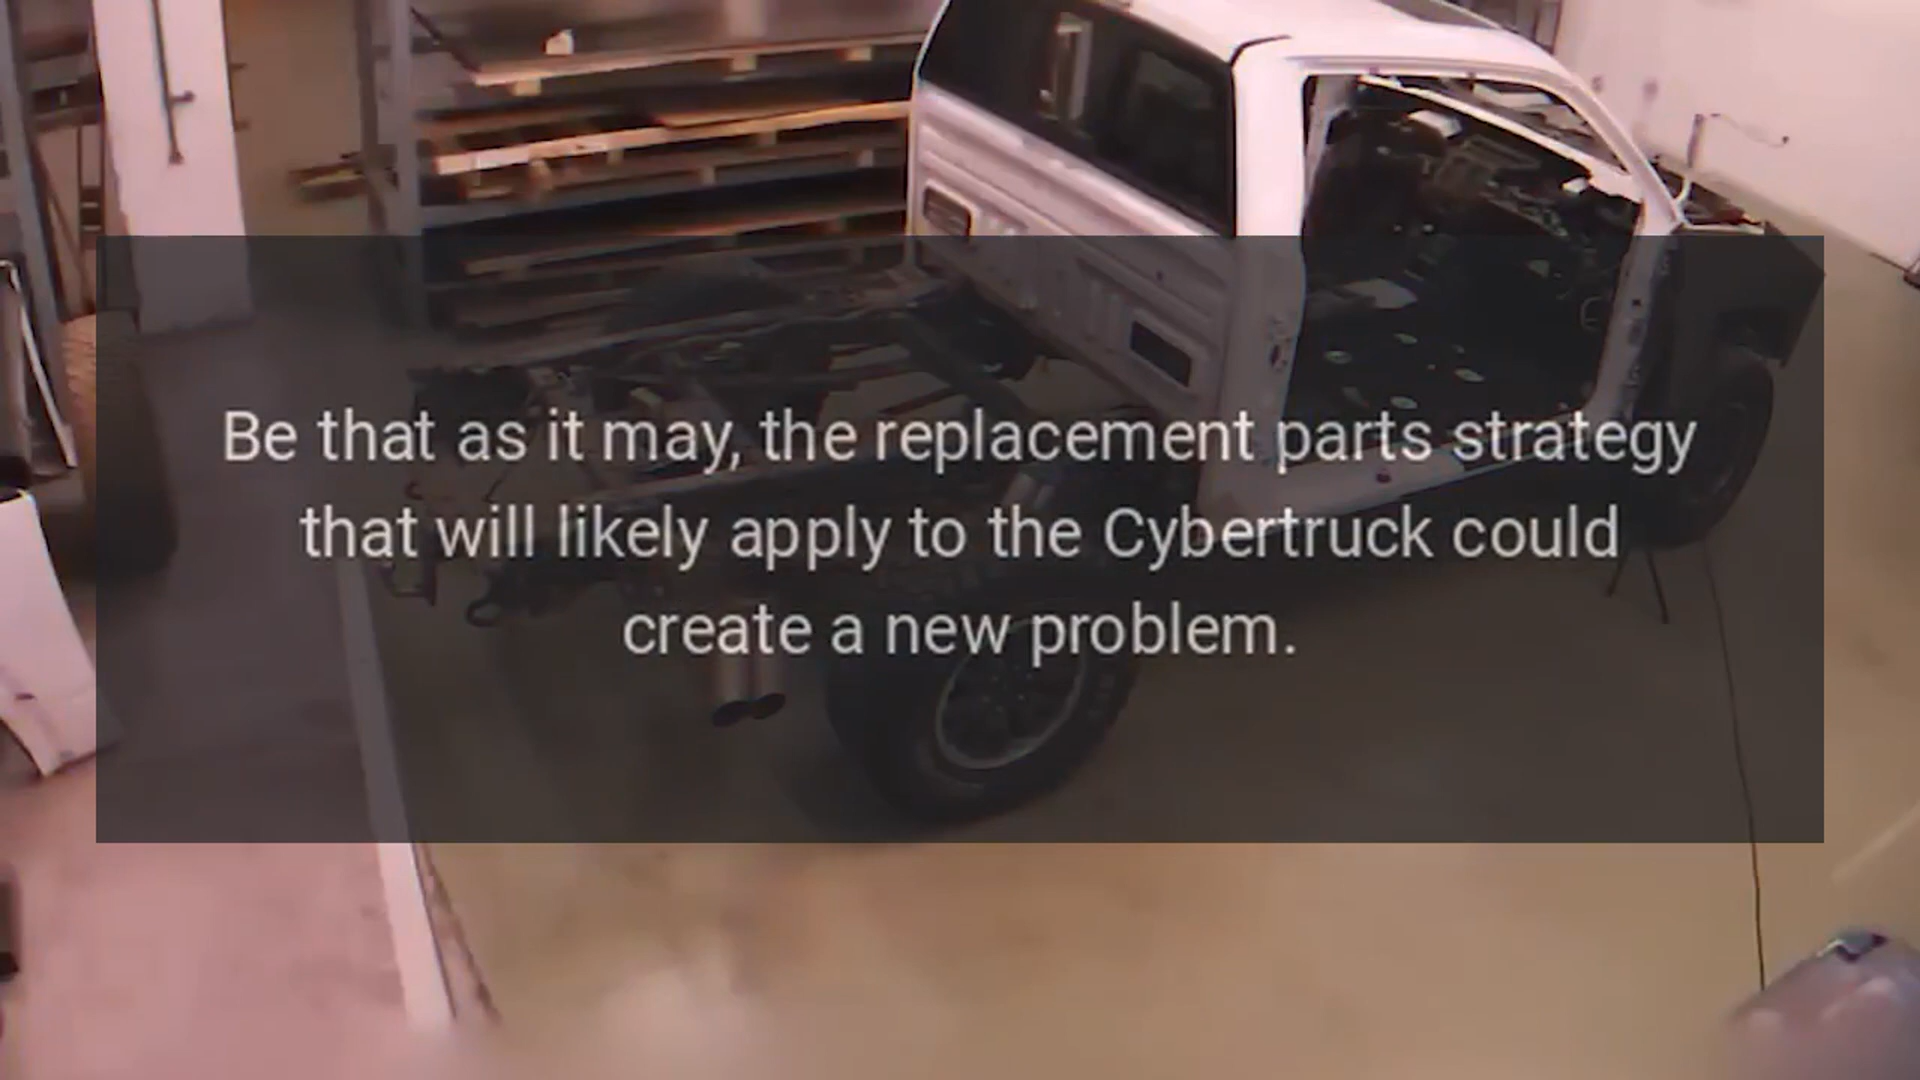 Be that as it may, the replacement parts strategy
that will likely apply to the Cybertruck could
create a new problem.